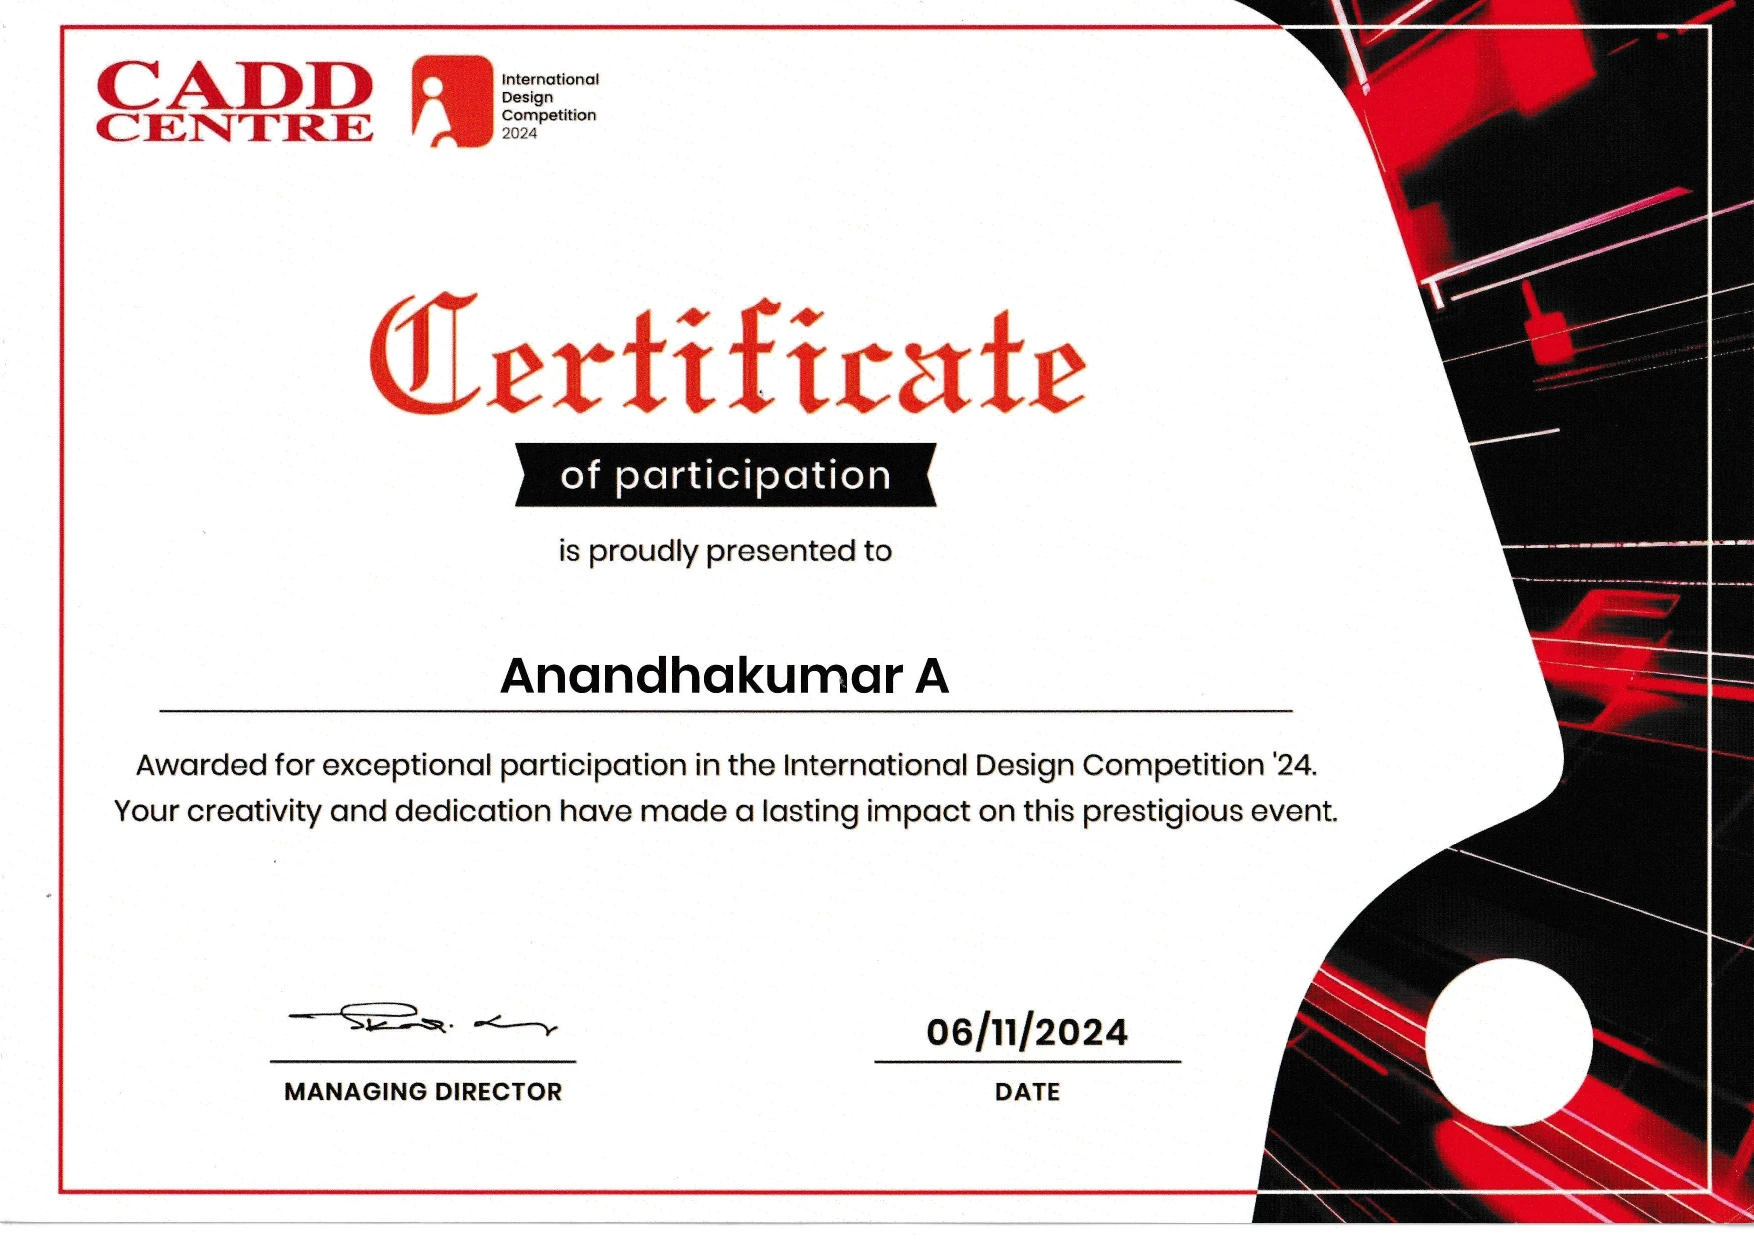 CADD
CENTRE
International
Design
Competition
2024
Certificate
of participation
is proudly presented to
Anandhakumar A
Awarded for exceptional participation in the International Design Competition '24.
Your creativity and dedication have made a lasting impact on this prestigious event.
06/11/2024
MANAGING DIRECTOR
DATE